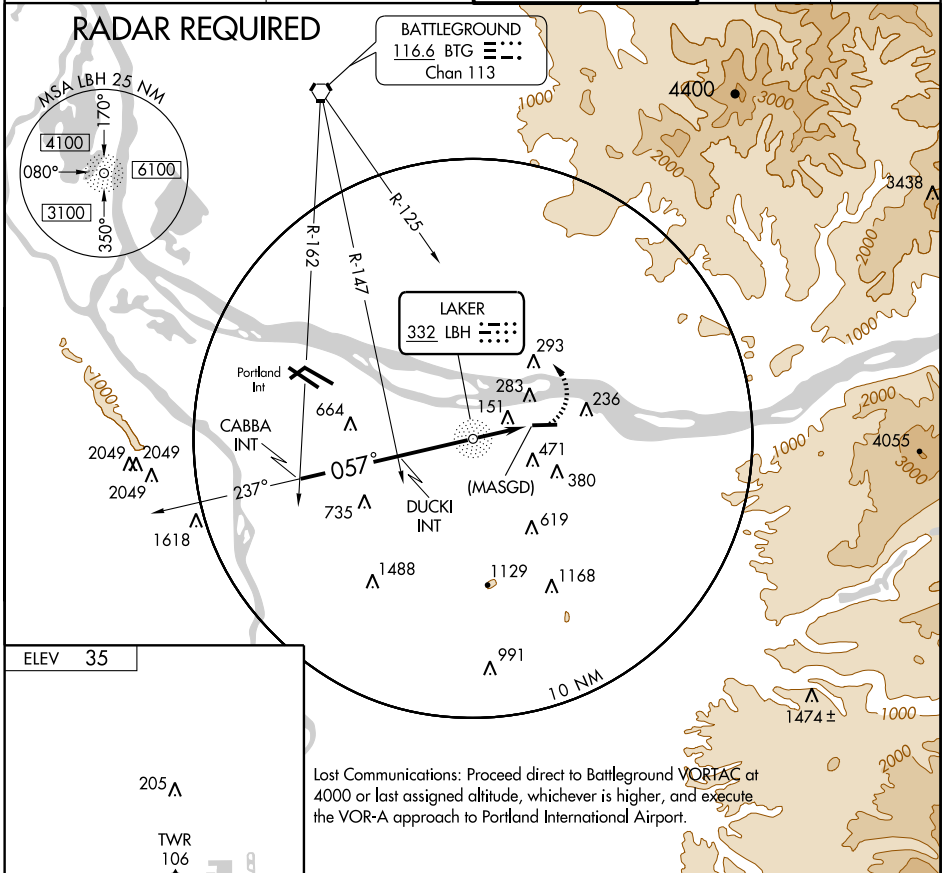 RADAR REQUIRED
BATTLEGROUND
116.6 BTG
Chan 113
MSA LBH 25 NM
170°
4100
080°
6100
3100
350°
1000
4400
3000
2000
3438
2000
1000
R-125
R-162
R-147
LAKER
332 LBH
293
283
151
236
Portland
Int
664
CABBA
INT
1000
2049
2049
2049
237°
057°
471
(MASGD)
380
735
DUCKI
INT
619
1618
1488
1129
1168
991
10 NM
2000
1000
4055
3000
1474 ±
1000
2000
ELEV 35
205
TWR
106
Lost Communications: Proceed direct to Battleground VORTAC at
4000 or last assigned altitude, whichever is higher, and execute
the VOR-A approach to Portland International Airport.